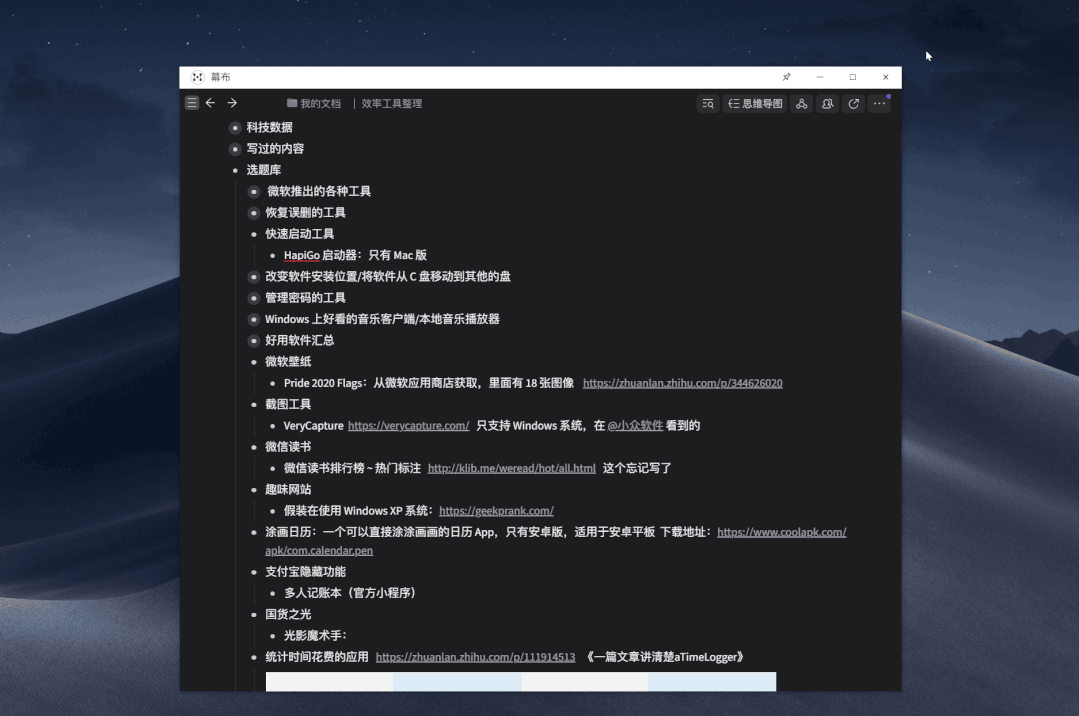 幕布
我的文档 | 效率工具整理 思维导图
科技数据
写过的内容
选题库
微软推出的各种工具
恢复误删的工具
快速启动工具
HapiGo 启动器：只有 Mac 版
改变软件安装位置/将软件从 C 盘移动到其他的盘
管理密码的工具
Windows 上好看的音乐客户端/本地音乐播放器
好用软件汇总
微软壁纸
Pride 2020 Flags：从微软应用商店获取，里面有 18 张图像 https://zhuanlan.zhihu.com/p/344626020
截图工具
VeryCapture https://verycapture.com/ 只支持 Windows 系统，在 @小众软件 看到的
微信读书
微信读书排行榜 ~ 热门标注 http://klib.me/weread/hot/all.html 这个忘记写了
趣味网站
假装在使用 Windows XP 系统：https://geekprank.com/
涂画日历：一个可以直接涂涂画画的日历 App，只有安卓版，适用于安卓平板 下载地址：https://www.coolapk.com/
apk/com.calendar.pen
支付宝隐藏功能
多人记账本（官方小程序）
国货之光
光影魔术手：
统计时间花费的应用 https://zhuanlan.zhihu.com/p/111914513 《一篇文章讲清楚aTimeLogger》